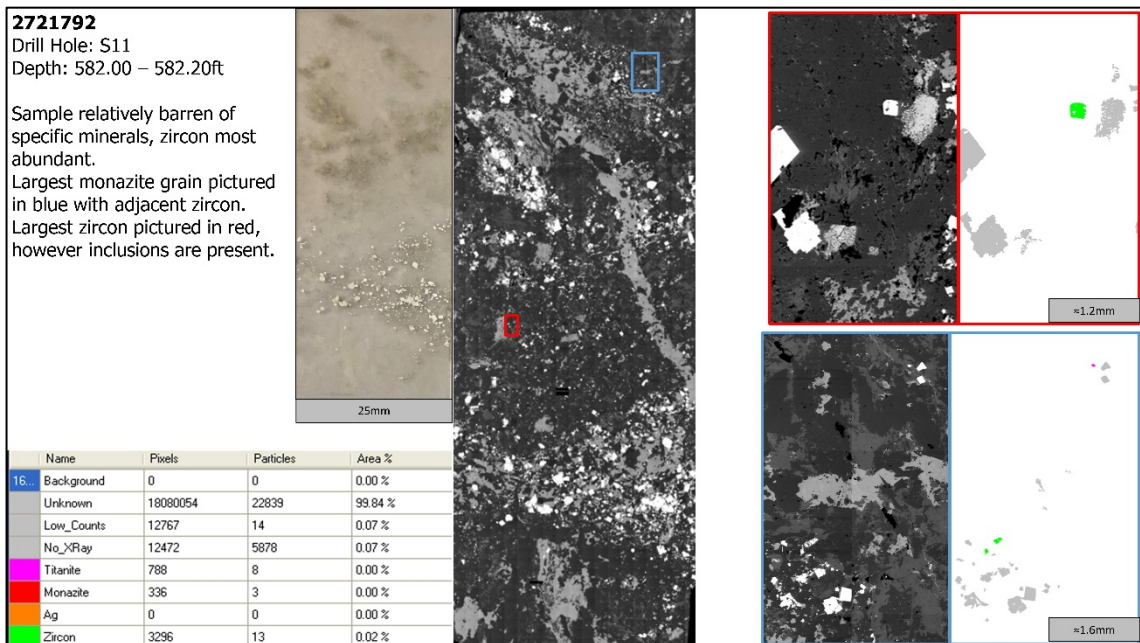 2721792
Drill Hole: S11
Depth: 582.00 – 582.20ft
Sample relatively barren of
specific minerals, zircon most
abundant.
Largest monazite grain pictured
in blue with adjacent zircon.
Largest zircon pictured in red,
however inclusions are present.
25mm
≈1.2mm
≈1.6mm
Name Pixels Particles Area %
16... Background 0 0 0.00 %
Unknown 18080054 22839 99.84 %
Low_Counts 12767 14 0.07 %
No_XRay 12472 5878 0.07 %
Titanite 788 8 0.00 %
Monazite 336 3 0.00 %
Ag 0 0 0.00 %
Zircon 3296 13 0.02 %